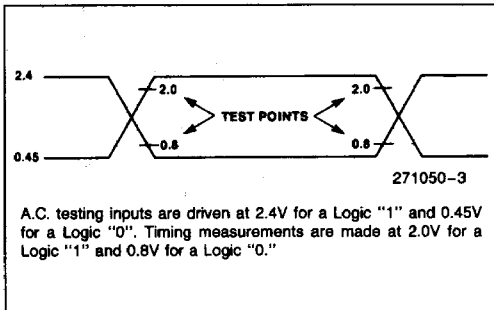 2.4
2.0
2.0
TEST POINTS
0.8
0.8
0.45
271050-3
A.C. testing inputs are driven at 2.4V for a Logic "1" and 0.45V
for a Logic "0". Timing measurements are made at 2.0V for a
Logic "1" and 0.8V for a Logic "0."